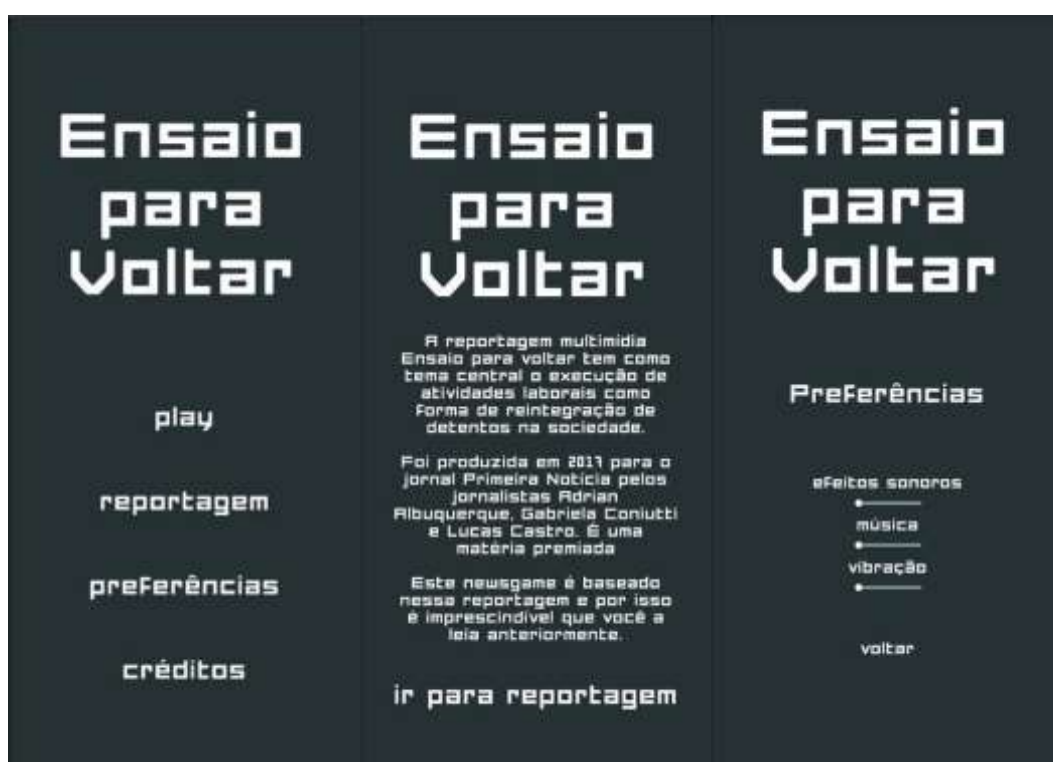 Ensaio
para
Voltar
play
reportagem
preferências
créditos
Ensaio
para
Voltar
A reportagem multimídia
Ensaio para voltar tem como
tema central o execução de
atividades laborais como
forma de reintegração de
detentos na sociedade.
Foi produzida em 2017 para o
jornal Primeira Notícia pelos
jornalistas Adrian
Albuquerque, Gabriela Coniutti
e Lucas Castro. É uma
matéria premiada
Este newsgame é baseado
nessa reportagem e por isso
é imprescindível que você a
leia anteriormente.
ir para reportagem
Ensaio
para
Voltar
Preferências
efeitos sonoros
música
vibração
voltar